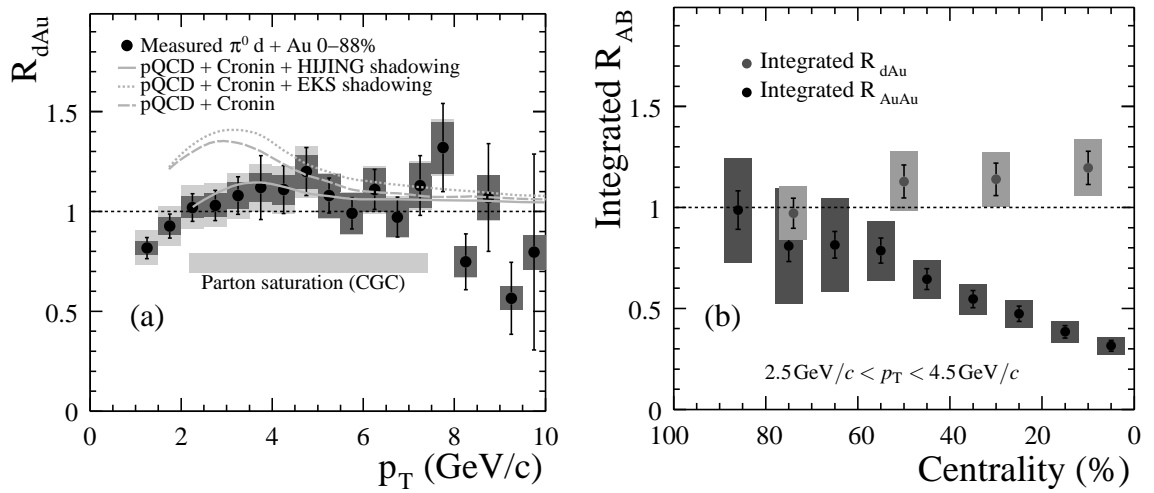 R_dAu
Measured π⁰ d + Au 0–88%
pQCD + Cronin + HIJING shadowing
pQCD + Cronin + EKS shadowing
pQCD + Cronin
1.5
1
0.5
0
Parton saturation (CGC)
(a)
0 2 4 6 8 10
p_T (GeV/c)
Integrated R_AB
Integrated R_dAu
Integrated R_AuAu
1.5
1
0.5
0
(b)
2.5 GeV/c < p_T < 4.5 GeV/c
100 80 60 40 20 0
Centrality (%)